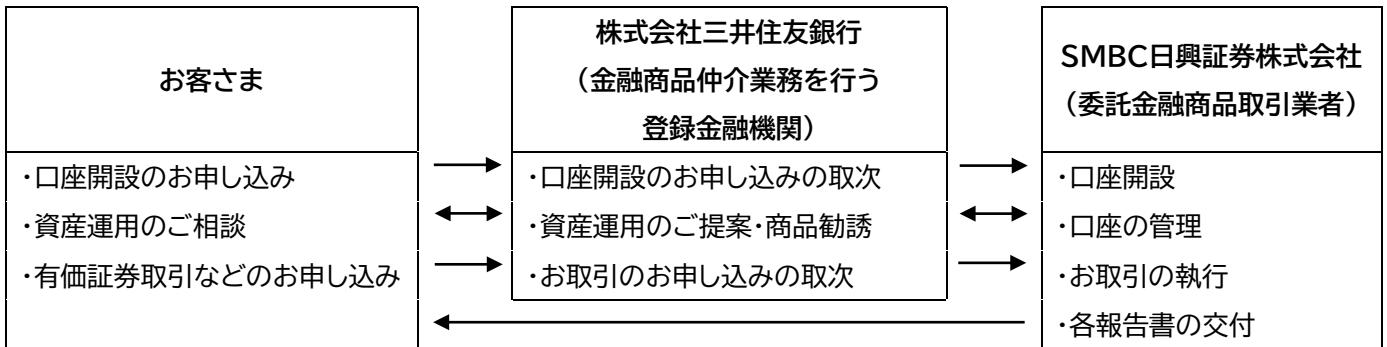 お客さま
株式会社三井住友銀行
（金融商品仲介業務を行う
登録金融機関）
SMBC日興証券株式会社
（委託金融商品取引業者）
・口座開設のお申し込み
・資産運用のご相談
・有価証券取引などのお申し込み
・口座開設のお申し込みの取次
・資産運用のご提案・商品勧誘
・お取引のお申し込みの取次
・口座開設
・口座の管理
・お取引の執行
・各報告書の交付